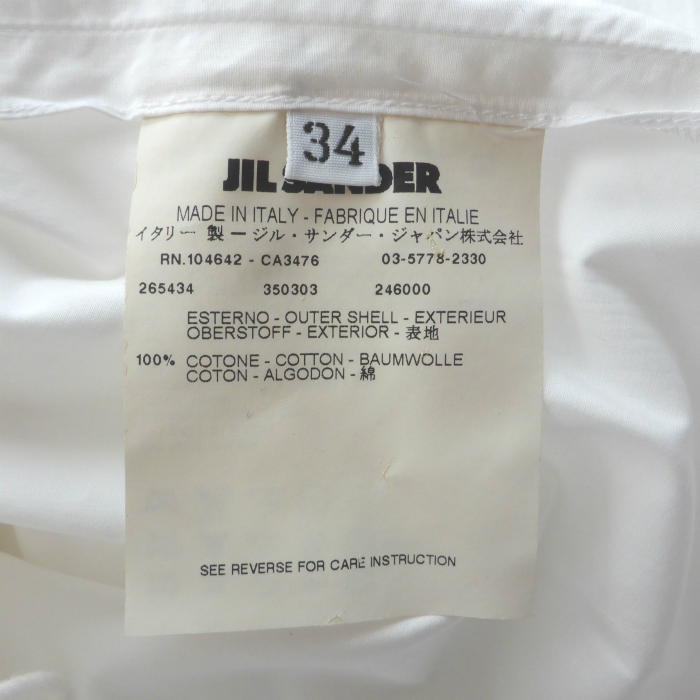 34
JIL SANDER
MADE IN ITALY - FABRIQUE EN ITALIE
イタリー 製 ー ジル・サンダー・ジャパン株式会社
RN.104642 - CA3476 03-5778-2330
265434 350303 246000
ESTERNO - OUTER SHELL - EXTERIEUR
OBERSTOFF - EXTERIOR - 表地
100% COTONE - COTTON - BAUMWOLLE
COTON - ALGODON - 綿
SEE REVERSE FOR CARE INSTRUCTION